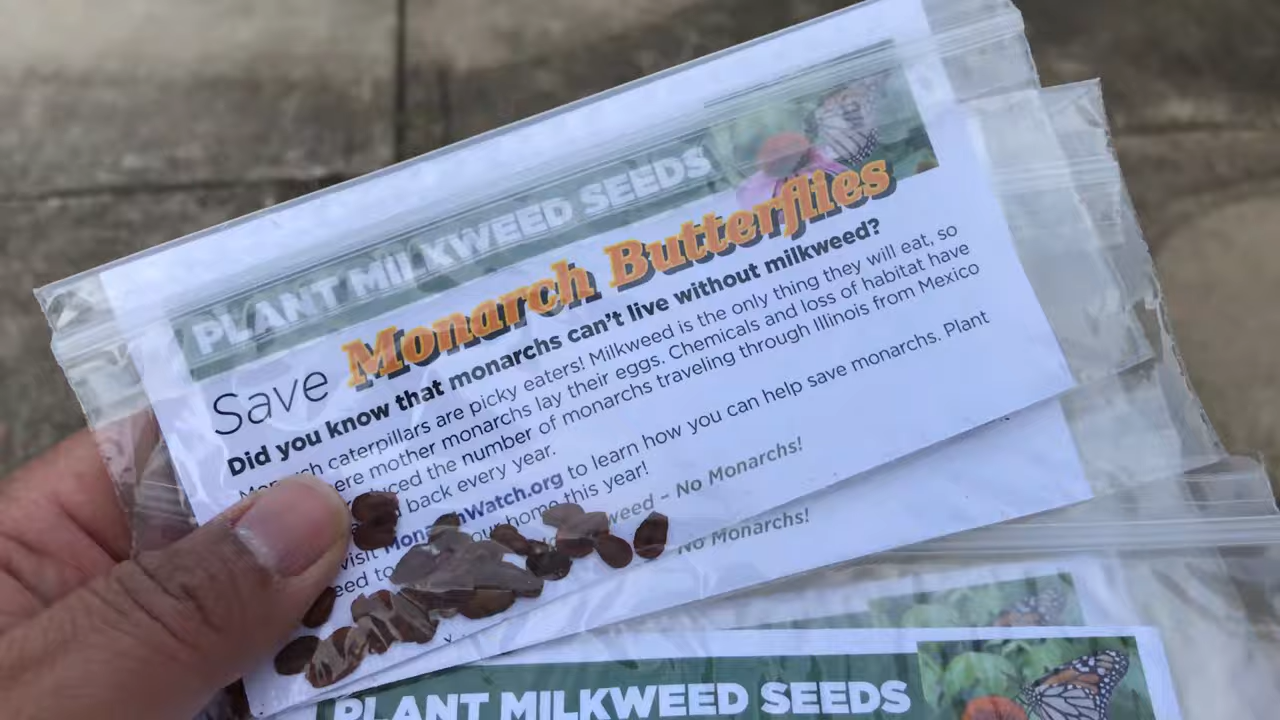 PLANT MILKWEED SEEDS
Save Monarch Butterflies
Did you know that monarchs can't live without milkweed?
caterpillars are picky eaters! Milkweed is the only thing they will eat, so
mother monarchs lay their eggs. Chemicals and loss of habitat have
the number of monarchs traveling through Illinois from Mexico
back every year.
to learn how you can help save monarchs. Plant
home this year!
- No Monarchs!
No Monarchs!
PLANT MILKWEED SEEDS